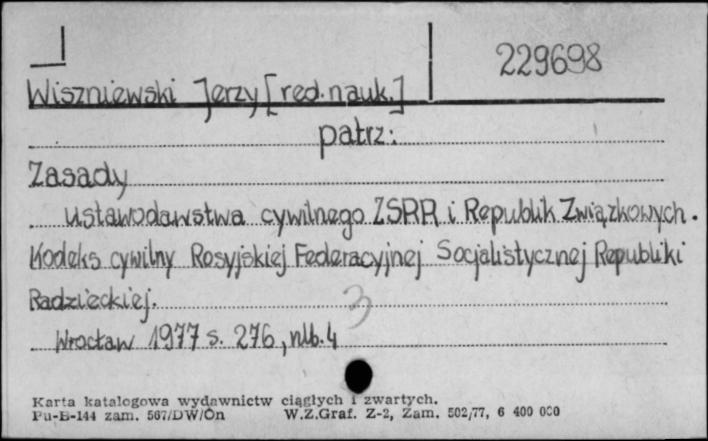 229698
Wiszniewski Jerzy [red. nauk.]
patrz:
Zasady
ustawodawstwa cywilnego ZSRR i Republik Związkowych.
Kodeks cywilny Rosyjskiej Federacyjnej Socjalistycznej Republiki
Radzieckiej.
3
Wrocław 1977 s. 276, nlb. 4
Karta katalogowa wydawnictw ciągłych i zwartych.
Pu-B-144 zam. 567/DW/On W.Z.Graf. Z-2, Zam. 502/77, 6 400 000